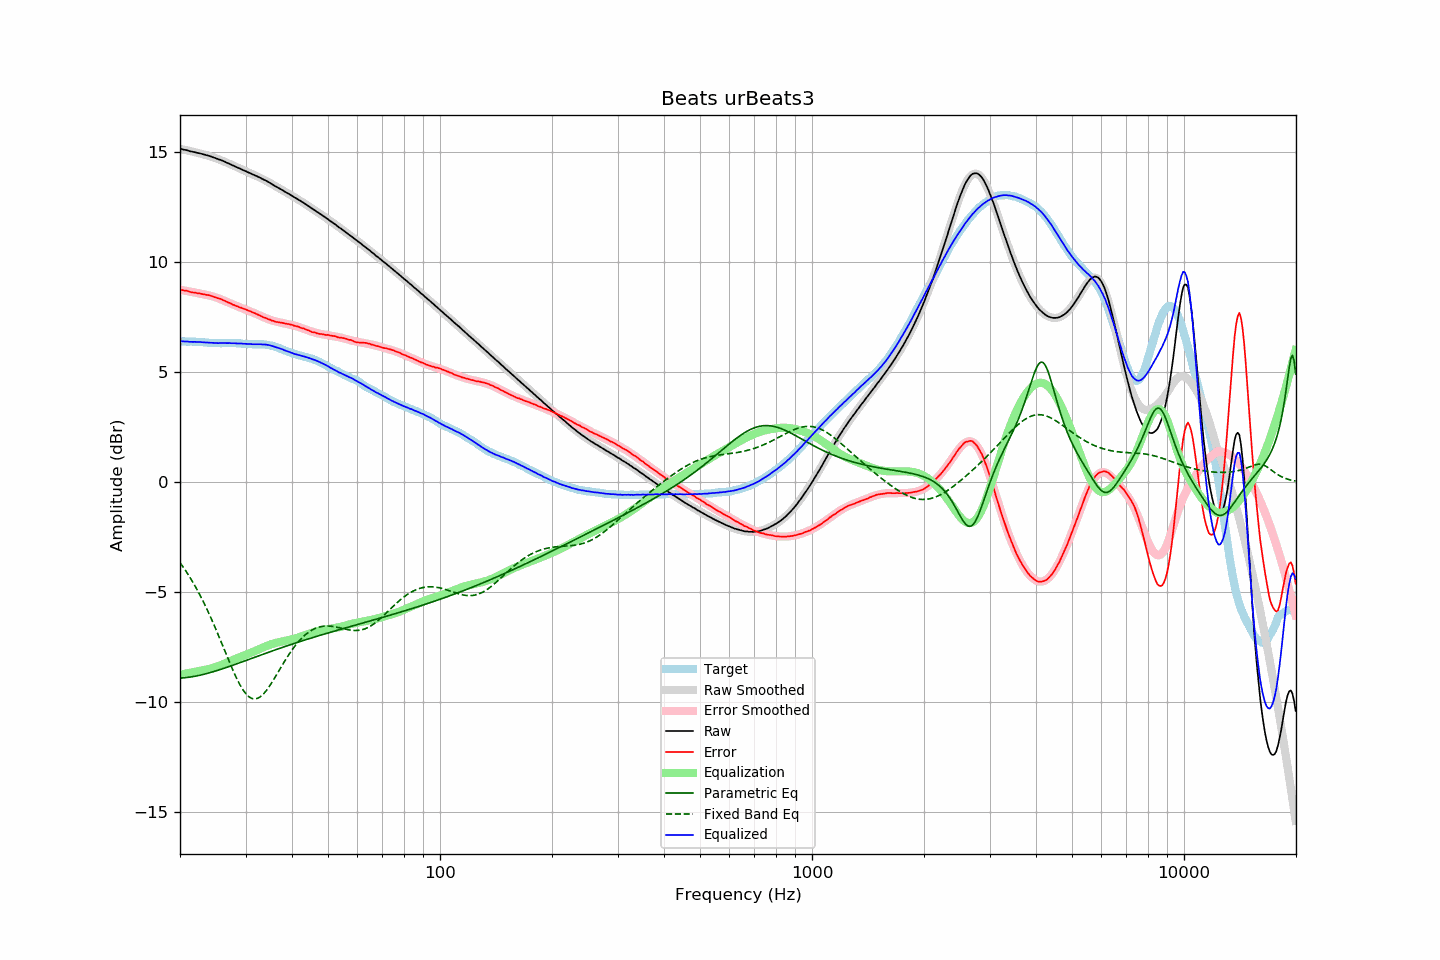 Beats urBeats3
15
10
5
0
−5
−10
−15
Amplitude (dBr)
100
1000
10000
Frequency (Hz)
Target
Raw Smoothed
Error Smoothed
Raw
Error
Equalization
Parametric Eq
Fixed Band Eq
Equalized